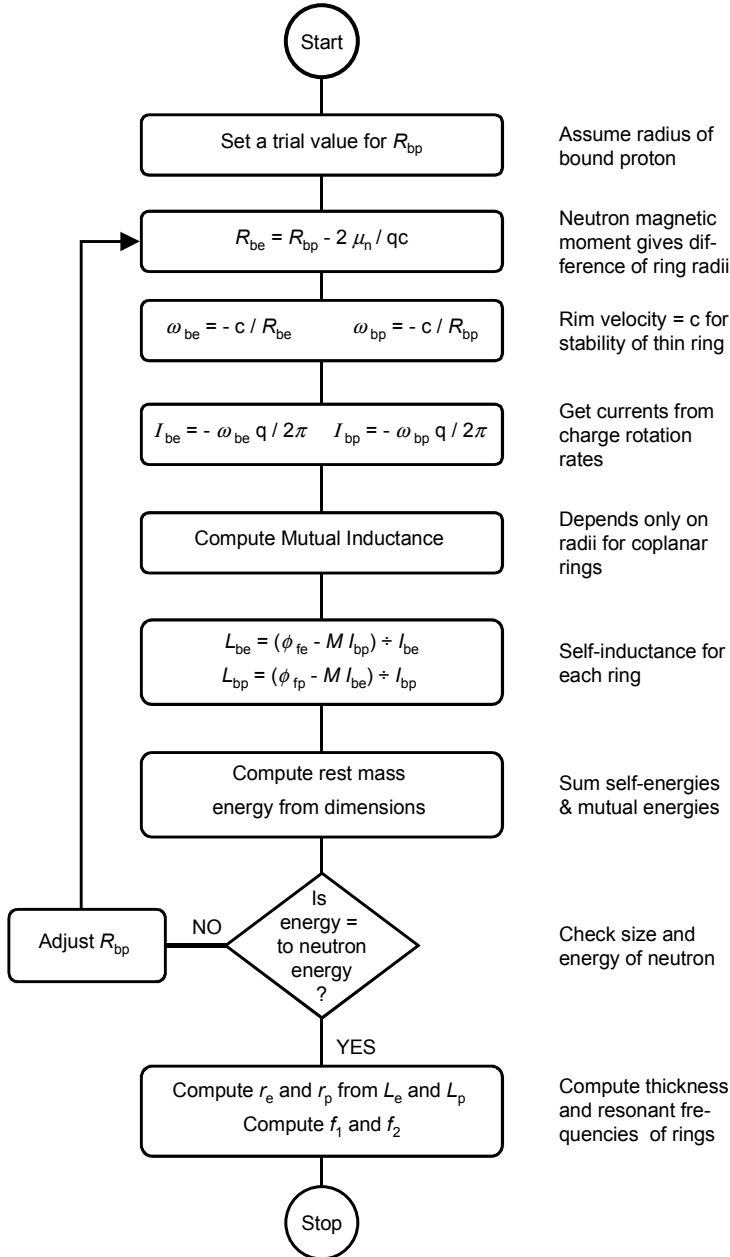 Start
Set a trial value for R_bp
Assume radius of
bound proton
R_be = R_bp - 2 μ_n / qc
Neutron magnetic
moment gives dif-
ference of ring radii
ω_be = - c / R_be ω_bp = - c / R_bp
Rim velocity = c for
stability of thin ring
I_be = - ω_be q / 2π I_bp = - ω_bp q / 2π
Get currents from
charge rotation
rates
Compute Mutual Inductance
Depends only on
radii for coplanar
rings
L_be = (ϕ_fe - M I_bp) ÷ I_be
L_bp = (ϕ_fp - M I_be) ÷ I_bp
Self-inductance for
each ring
Compute rest mass
energy from dimensions
Sum self-energies
& mutual energies
Adjust R_bp
NO
Is
energy =
to neutron
energy
?
Check size and
energy of neutron
YES
Compute r_e and r_p from L_e and L_p
Compute f_1 and f_2
Compute thickness
and resonant fre-
quencies of rings
Stop